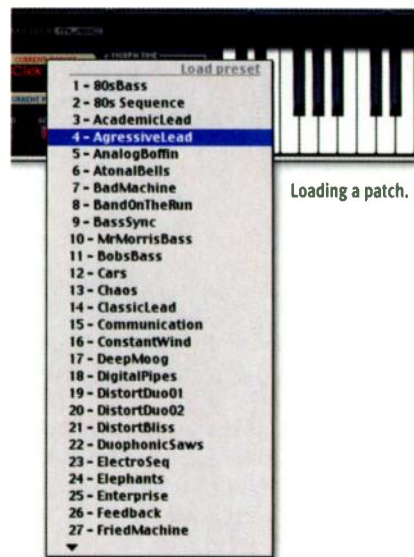 MUSIC
MORPH TIME
Load preset
1 - 80sBass
2 - 80s Sequence
3 - AcademicLead
4 - AgressiveLead
5 - AnalogBoffin
6 - AtonalBells
7 - BadMachine
8 - BandOnTheRun
9 - BassSync
10 - MrMorrisBass
11 - BobsBass
12 - Cars
13 - Chaos
14 - ClassicLead
15 - Communication
16 - ConstantWind
17 - DeepMoog
18 - DigitalPipes
19 - DistortDuo01
20 - DistortDuo02
21 - DistortBliss
22 - DuophonicSaws
23 - ElectroSeq
24 - Elephants
25 - Enterprise
26 - Feedback
27 - FriedMachine
Loading a patch.